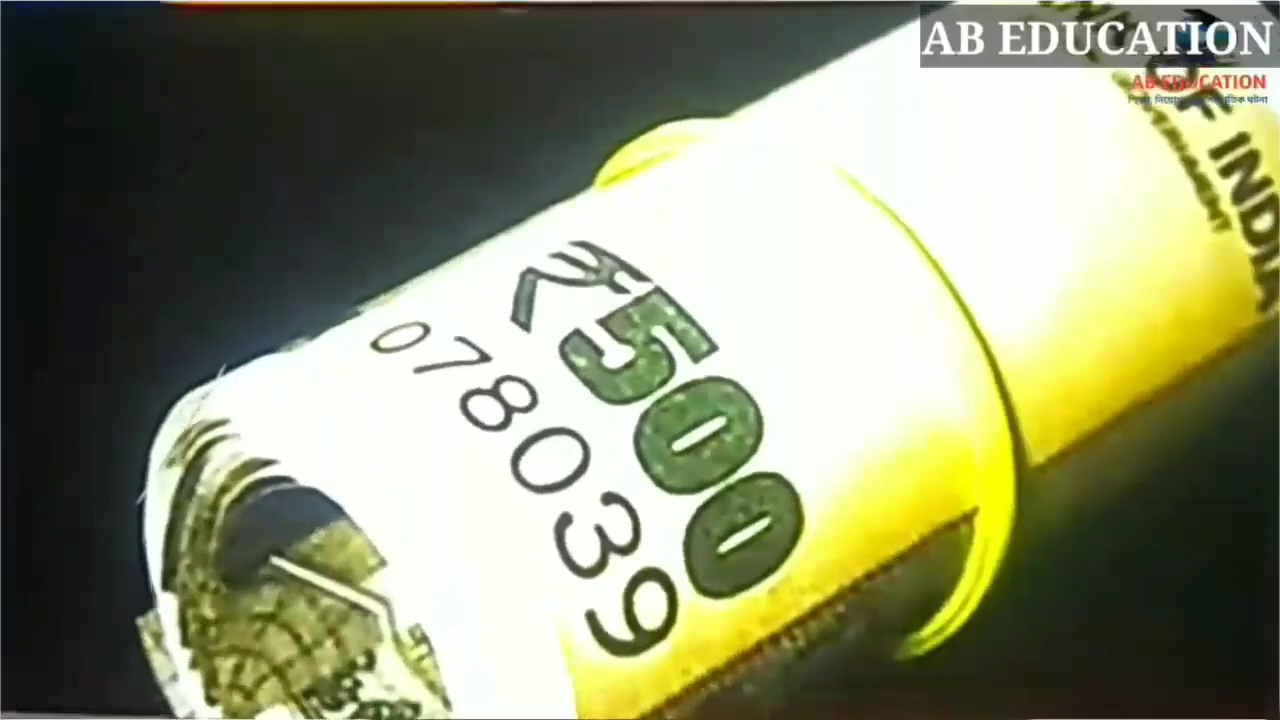 AB EDUCATION
AB EDUCATION
OF INDIA
₹500
078039